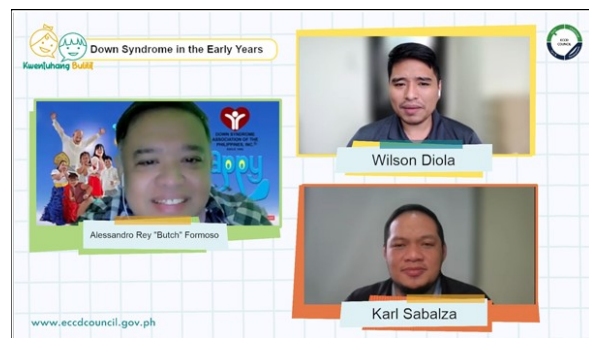 Kwentuhang Bulilit
Down Syndrome in the Early Years
ECCD
COUNCIL
DOWN SYNDROME
ASSOCIATION OF THE
PHILIPPINES, INC.
appy
Wilson Diola
Alessandro Rey "Butch" Formoso
Karl Sabalza
www.eccdcouncil.gov.ph